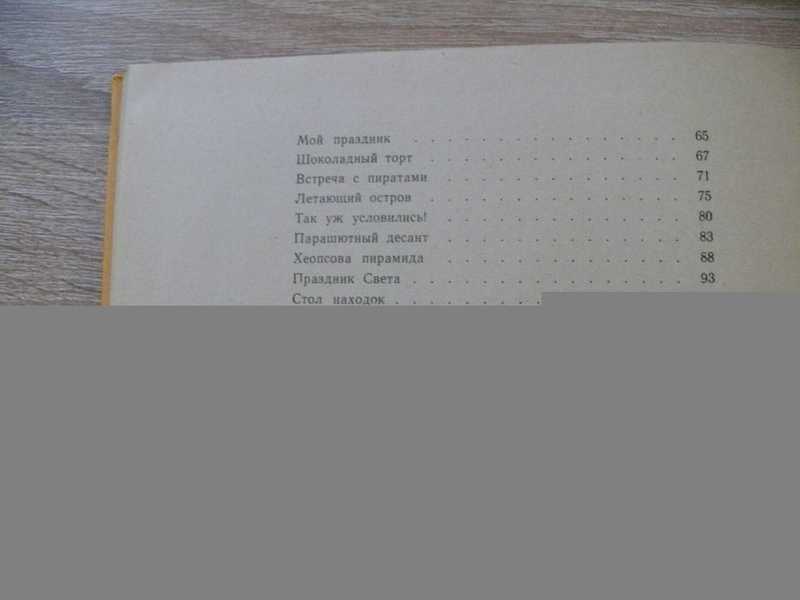 Мой праздник . . . . . . . . . . . . . . . 65
Шоколадный торт . . . . . . . . . . . . . . 67
Встреча с пиратами . . . . . . . . . . . . . 71
Летающий остров . . . . . . . . . . . . . . 75
Так уж условились! . . . . . . . . . . . . . 80
Парашютный десант . . . . . . . . . . . . . 83
Хеопсова пирамида . . . . . . . . . . . . . 88
Праздник Света . . . . . . . . . . . . . . . 93
Стол находок . . . . . . . . .